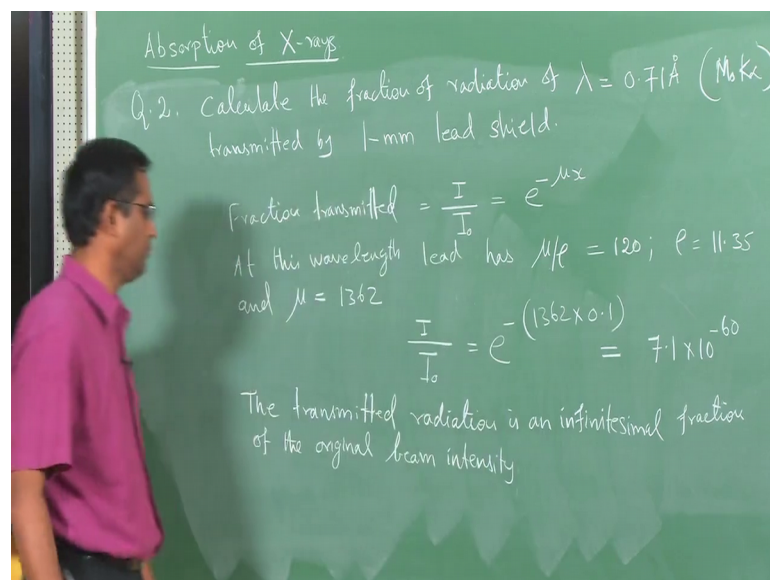 Absorption of X-rays
Q.2. Calculate the fraction of radiation of λ = 0.71Å (MoKα)
transmitted by 1-mm lead shield.
Fraction transmitted = I/I₀ = e^-μx
At this wavelength lead has μ/ρ = 120; ρ = 11.35
and μ = 1362
I/I₀ = e^-(1362×0.1) = 7.1×10^-60
The transmitted radiation is an infinitesimal fraction
of the original beam intensity